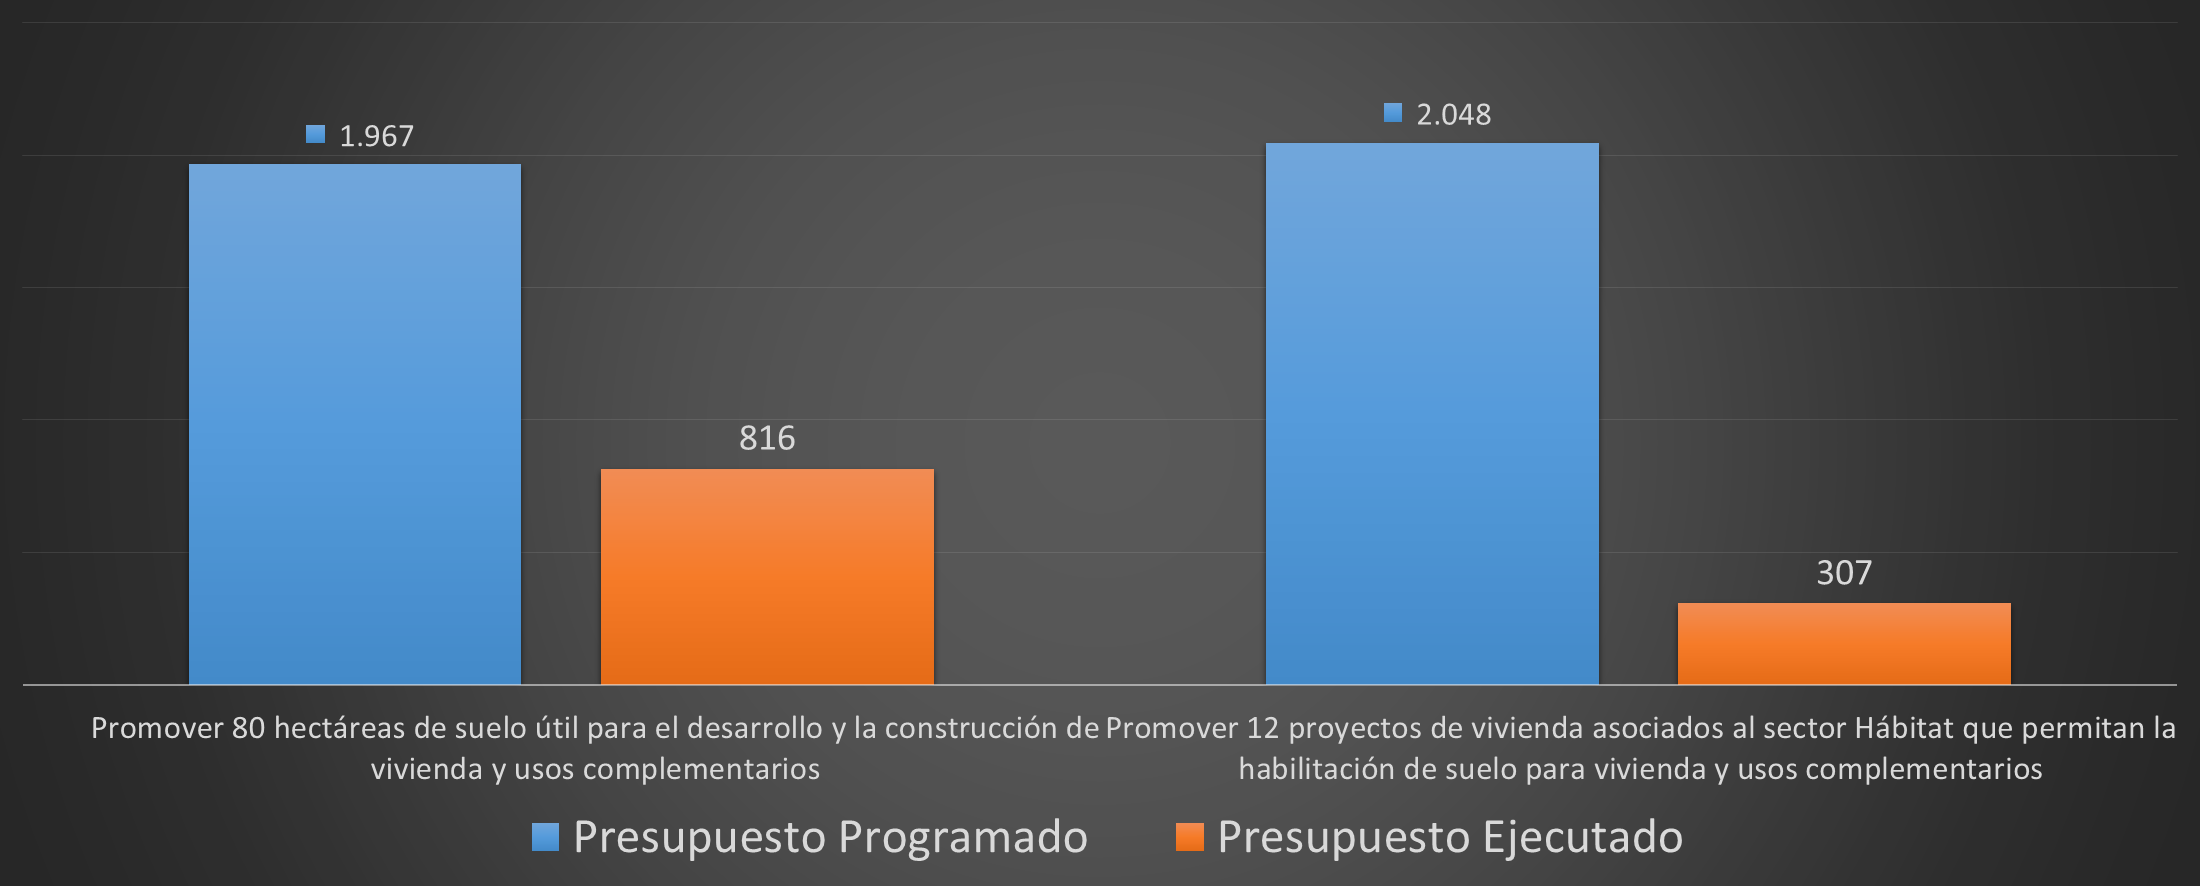 1.967
2.048
816
307
Promover 80 hectáreas de suelo útil para el desarrollo y la construcción de
vivienda y usos complementarios
Promover 12 proyectos de vivienda asociados al sector Hábitat que permitan la
habilitación de suelo para vivienda y usos complementarios
Presupuesto Programado
Presupuesto Ejecutado